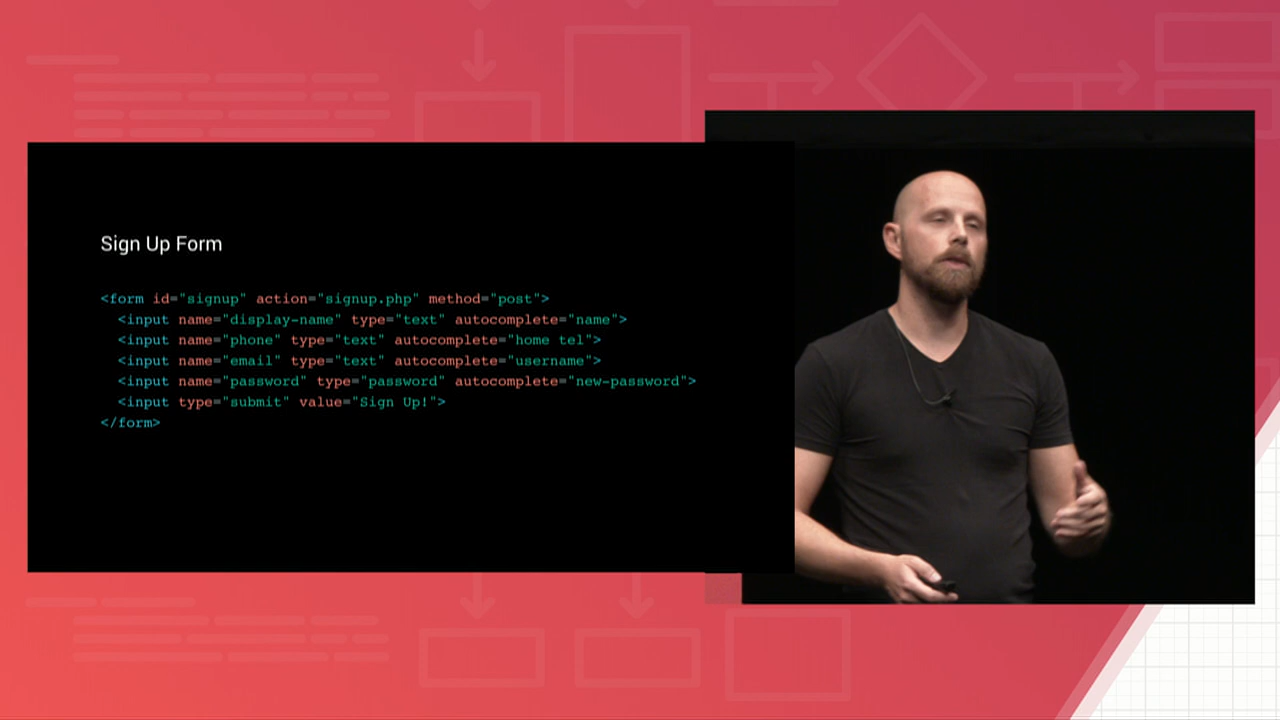 Sign Up Form
<form id="signup" action="signup.php" method="post">
<input name="display-name" type="text" autocomplete="name">
<input name="phone" type="text" autocomplete="home tel">
<input name="email" type="text" autocomplete="username">
<input name="password" type="password" autocomplete="new-password">
<input type="submit" value="Sign Up!">
</form>